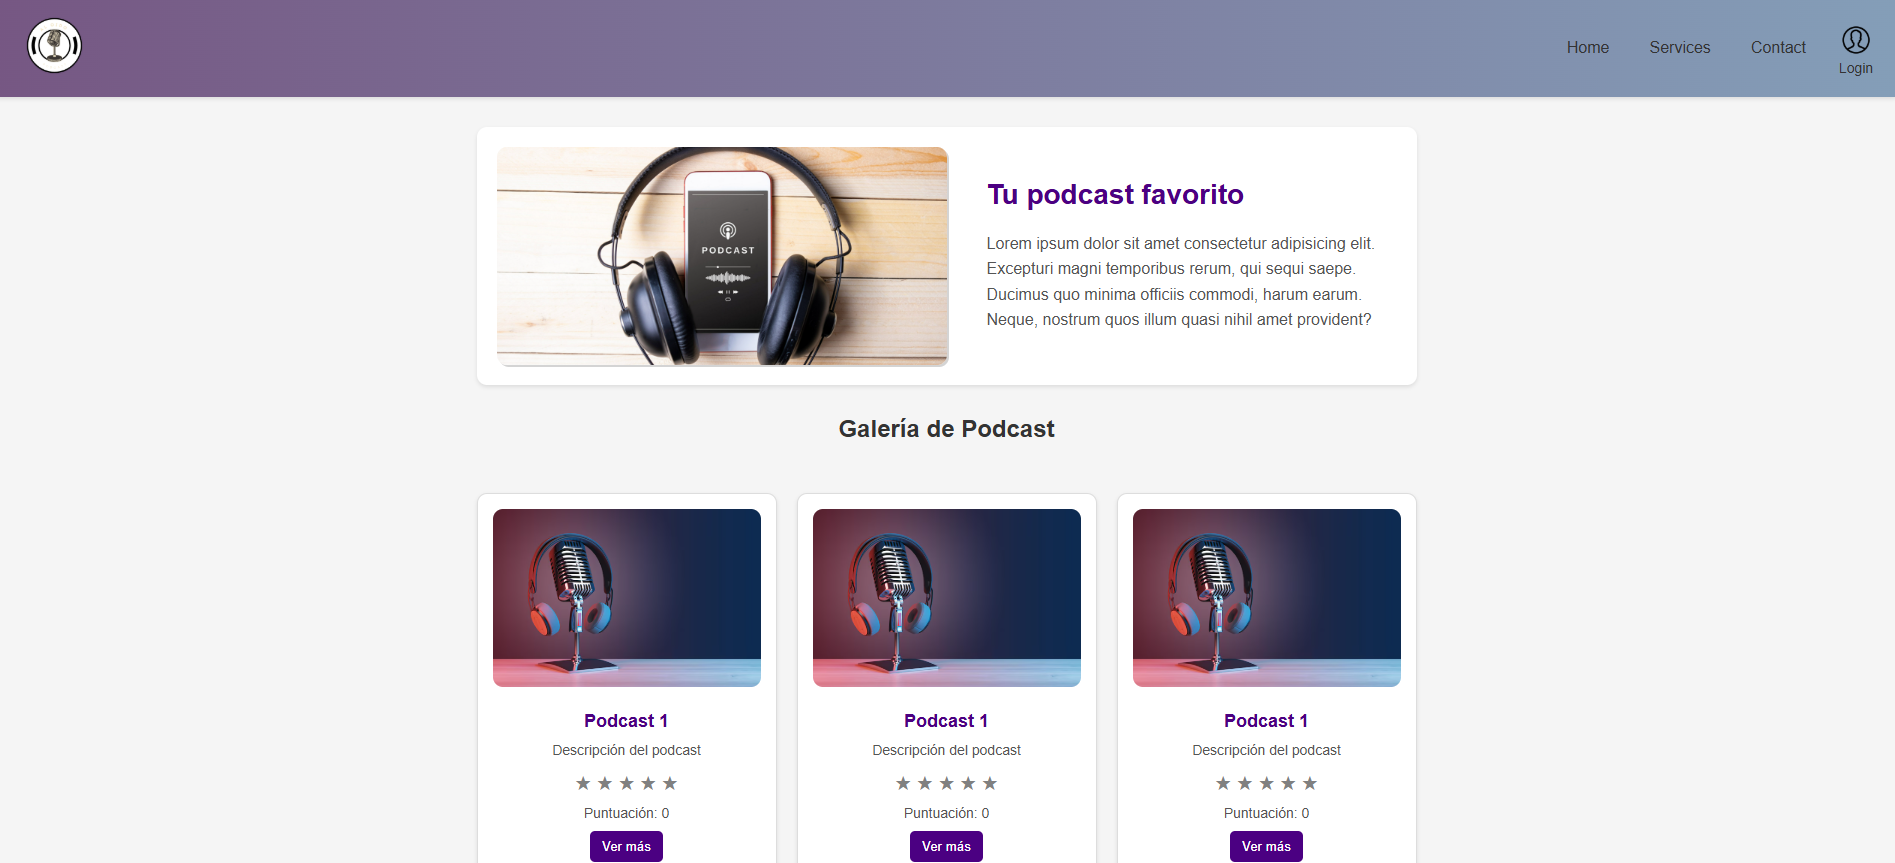 Home Services Contact
Login
PODCAST
Tu podcast favorito
Lorem ipsum dolor sit amet consectetur adipisicing elit.
Excepturi magni temporibus rerum, qui sequi saepe.
Ducimus quo minima officiis commodi, harum earum.
Neque, nostrum quos illum quasi nihil amet provident?
Galería de Podcast
Podcast 1
Descripción del podcast
★ ★ ★ ★ ★
Puntuación: 0
Ver más
Podcast 1
Descripción del podcast
★ ★ ★ ★ ★
Puntuación: 0
Ver más
Podcast 1
Descripción del podcast
★ ★ ★ ★ ★
Puntuación: 0
Ver más